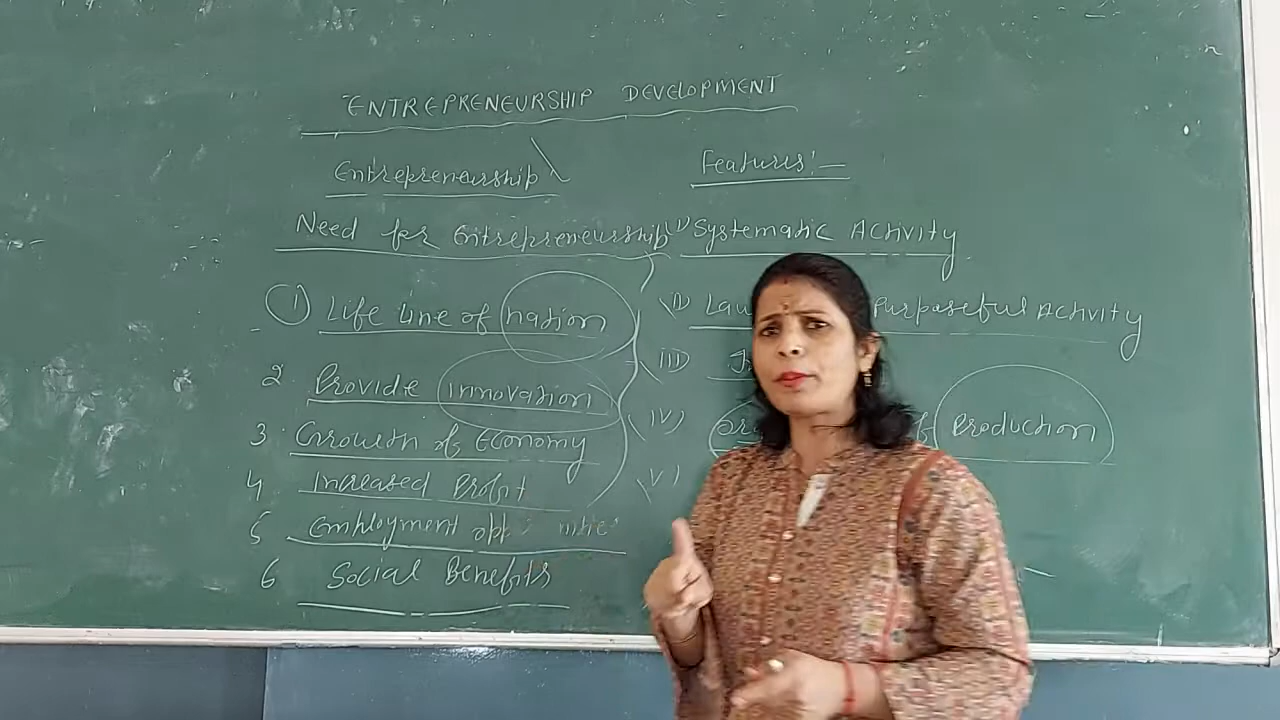 ENTREPRENEURSHIP DEVELOPMENT
Entrepreneurship
Need for Entrepreneurship
1 Life Line of nation
2. Provide innovation
3. Growth of Economy
4 Increased Profit
5 Employment
6 Social Benefits
Features:-
(i) Systematic Activity
(ii) Purposeful Activity
(iii)
(iv) of Production
(v)